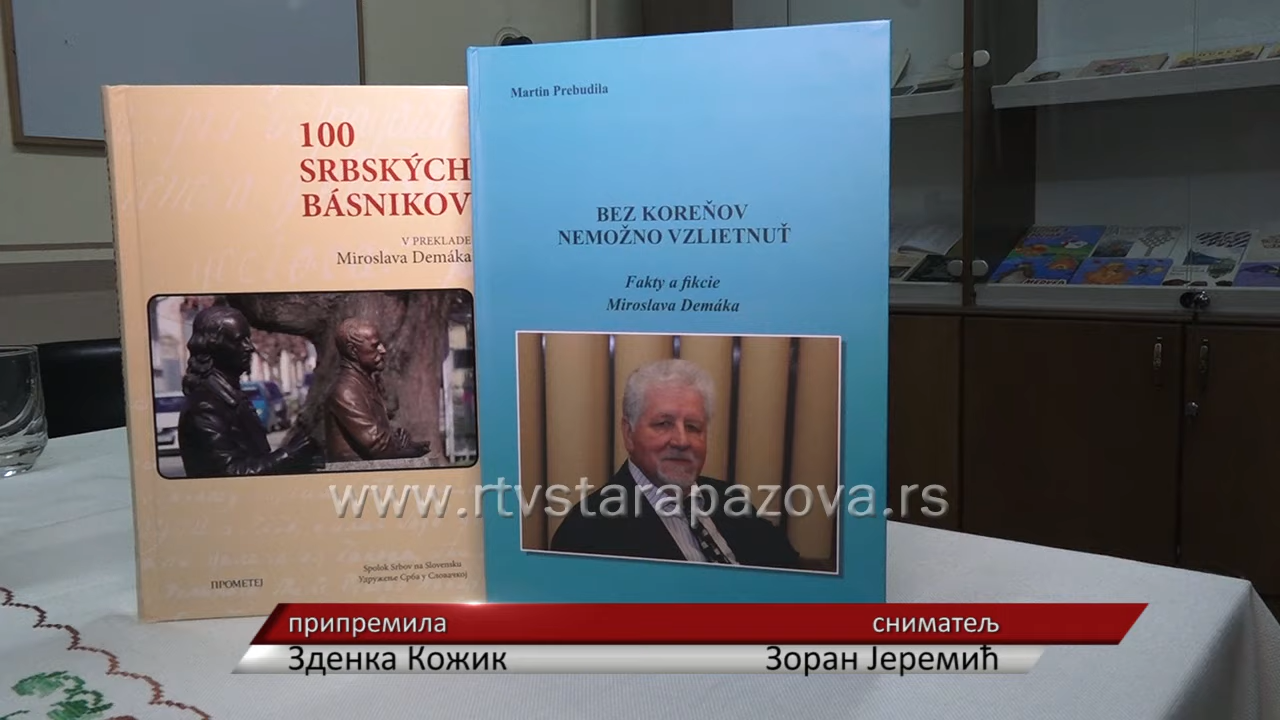 100
SRBSKÝCH
BÁSNIKOV
V PREKLADE
Miroslava Demáka
ПРОМЕТЕЈ
Spolok Srbov na Slovensku
Удружење Срба у Словачкој
Martin Prebudila
BEZ KOREŇOV
NEMOŽNO VZLIETNUŤ
Fakty a fikcie
Miroslava Demáka
www.rtvstarapazova.rs
припремила
сниматељ
Зденка Кожик
Зоран Јеремић